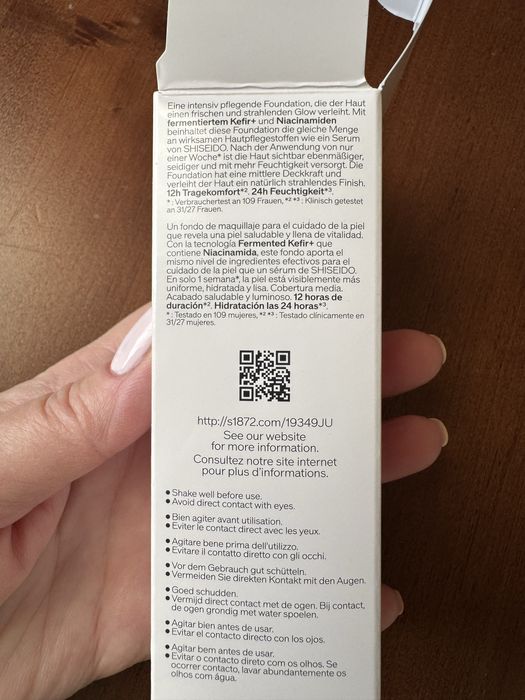 Eine intensiv pflegende Foundation, die der Haut
einen frischen und strahlenden Glow verleiht. Mit
fermentiertem Kefir+ und Niacinamiden
beinhaltet diese Foundation die gleiche Menge
an wirksamen Hautpflegestoffen wie ein Serum
von SHISEIDO. Nach der Anwendung von nur
einer Woche* ist die Haut sichtbar ebenmäßiger,
seidiger und mit mehr Feuchtigkeit versorgt. Die
Foundation hat eine mittlere Deckkraft und
verleiht der Haut ein natürlich strahlendes Finish.
12h Tragekomfort*². 24h Feuchtigkeit*³.
* : Verbrauchertest an 109 Frauen, *² *³ : Klinisch getestet
an 31/27 Frauen.
Un fondo de maquillaje para el cuidado de la piel
que revela una piel saludable y llena de vitalidad.
Con la tecnología Fermented Kefir+ que
contiene Niacinamida, este fondo aporta el
mismo nivel de ingredientes efectivos para el
cuidado de la piel que un sérum de SHISEIDO.
En solo 1 semana*, la piel está visiblemente más
uniforme, hidratada y lisa. Cobertura media.
Acabado saludable y luminoso. 12 horas de
duración*². Hidratación las 24 horas*³.
* : Testado en 109 mujeres, *² *³ : Testado clínicamente en
31/27 mujeres.
http://s1872.com/19349JU
See our website
for more information.
Consultez notre site internet
pour plus d'informations.
• Shake well before use.
• Avoid direct contact with eyes.
• Bien agiter avant utilisation.
• Eviter le contact direct avec les yeux.
• Agitare bene prima dell'utilizzo.
• Evitare il contatto diretto con gli occhi.
• Vor dem Gebrauch gut schütteln.
• Vermeiden Sie direkten Kontakt mit den Augen.
• Goed schudden.
• Vermijd direct contact met de ogen. Bij contact,
de ogen grondig met water spoelen.
• Agitar bien antes de usar.
• Evitar el contacto directo con los ojos.
• Agitar bem antes de usar.
• Evitar o contacto direto com os olhos. Se
ocorrer contacto, lavar abundantemente os
olhos com água.